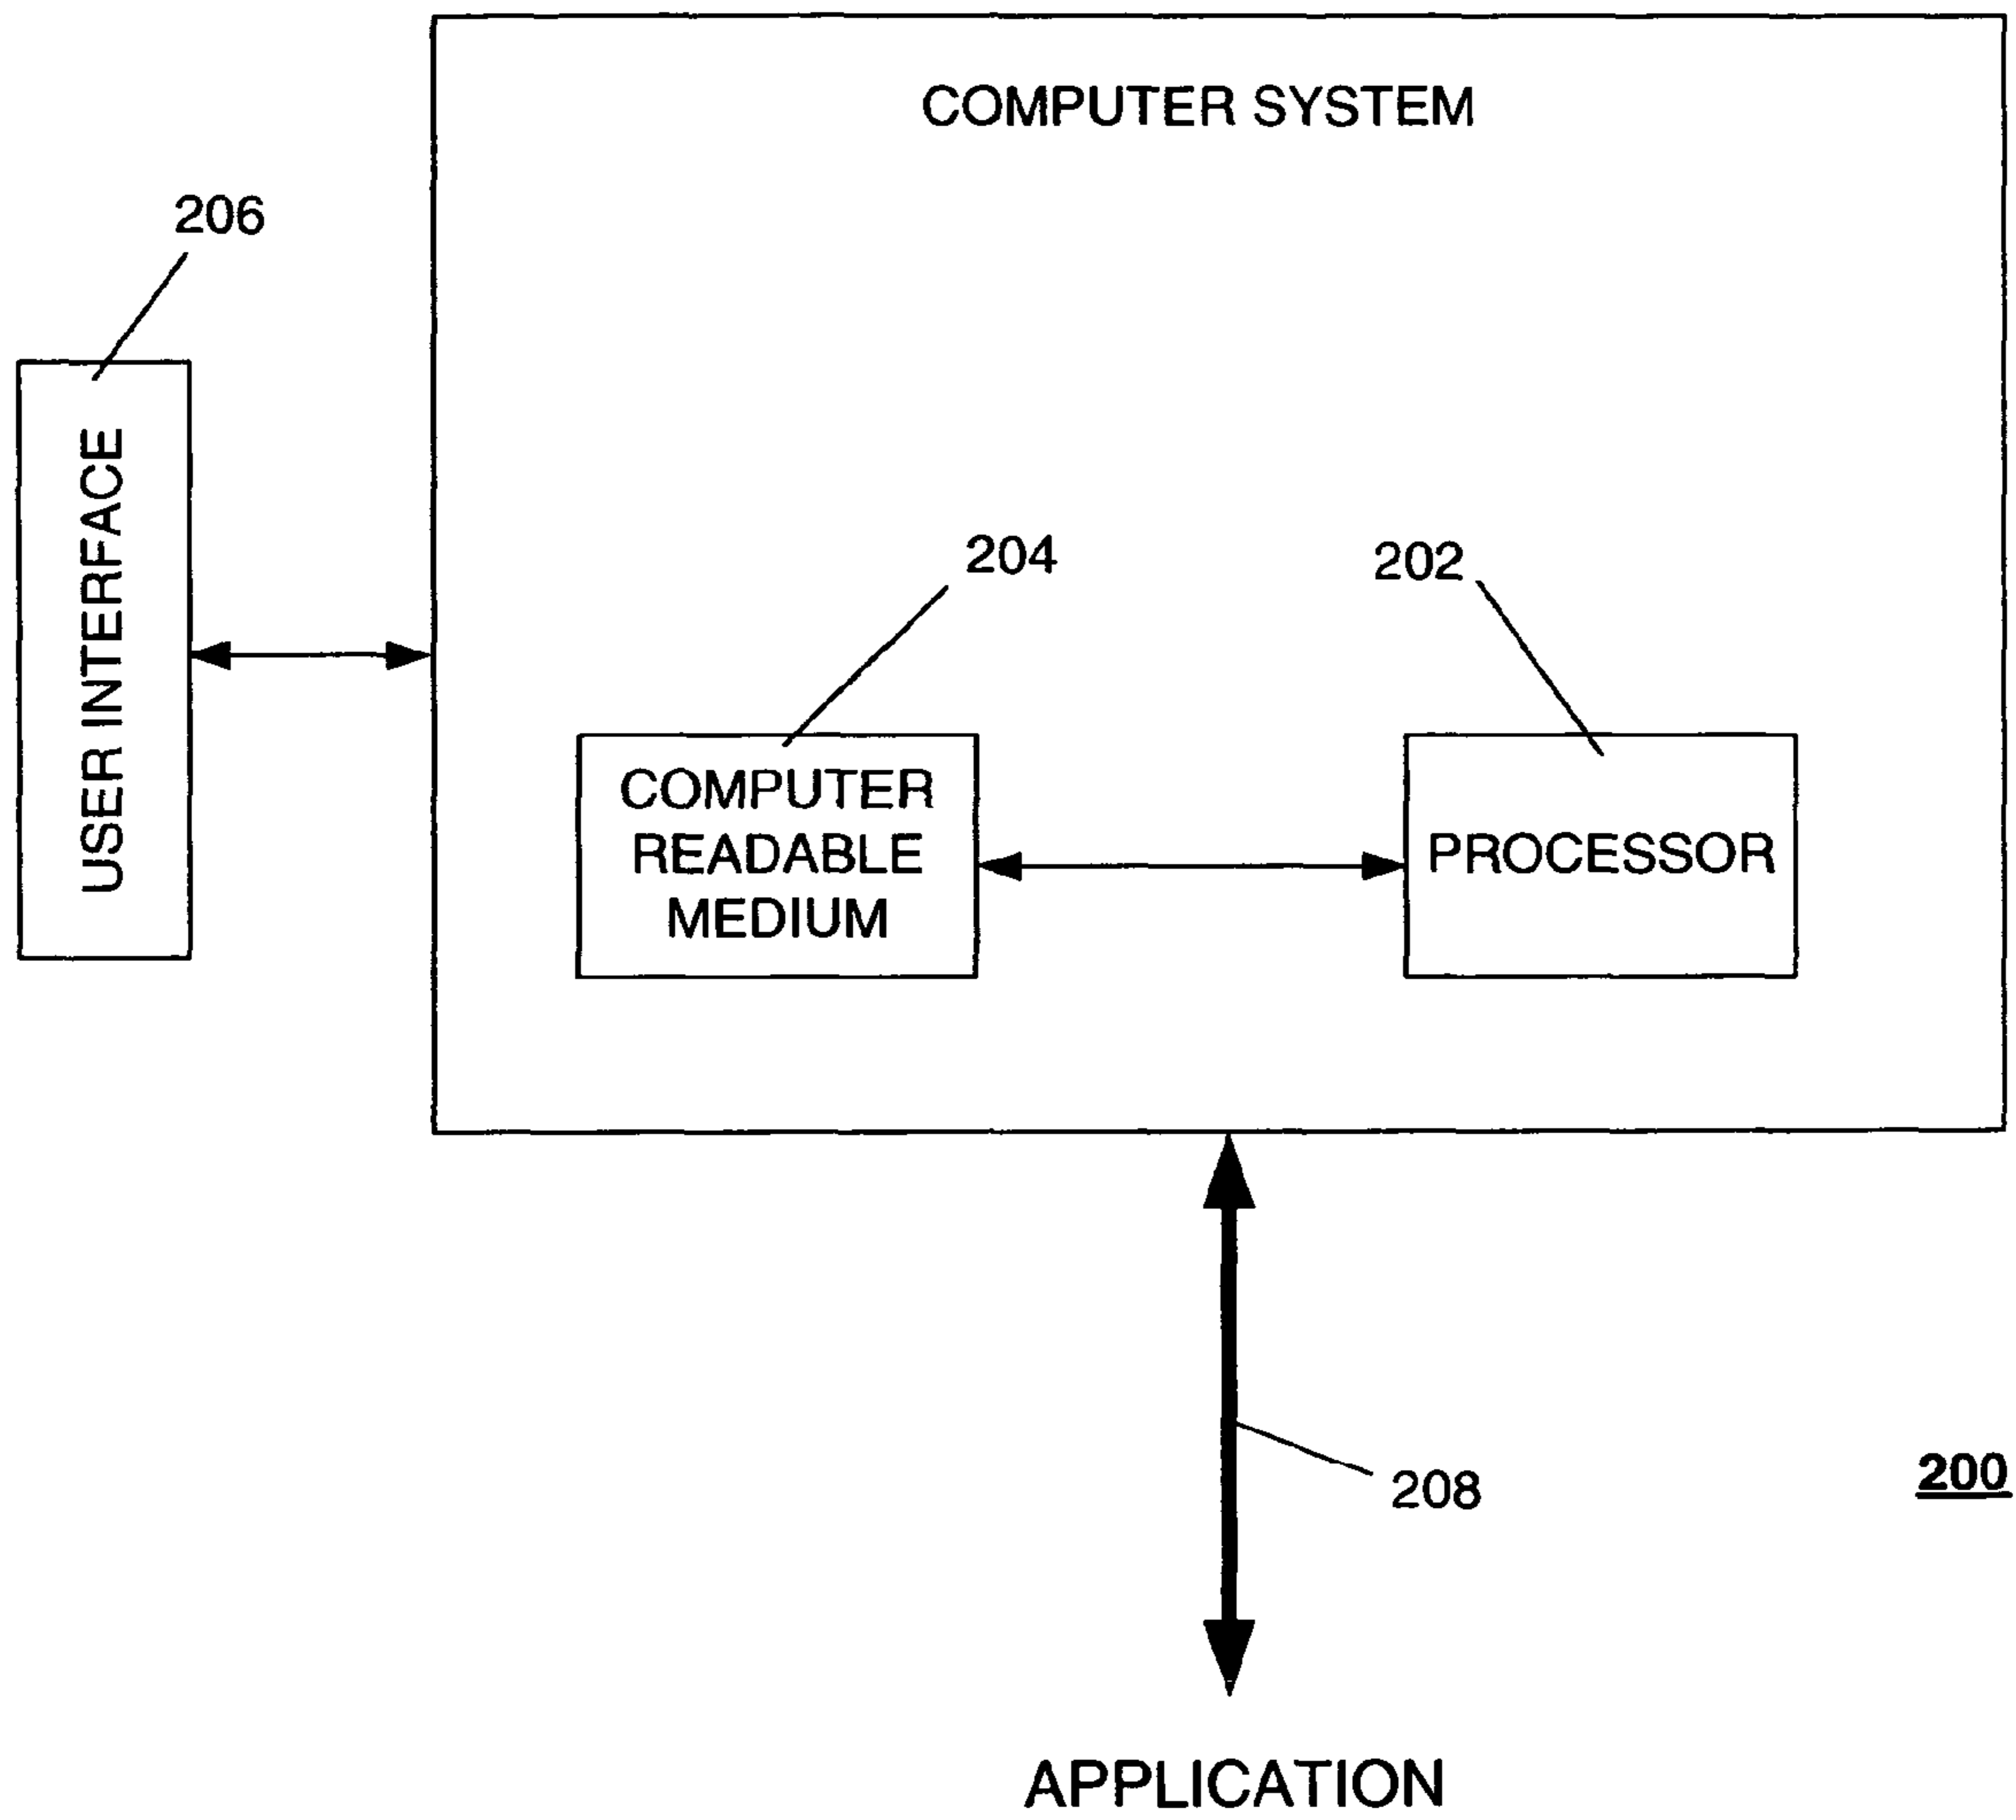 COMPUTER SYSTEM
206
USER INTERFACE
204
202
COMPUTER
READABLE
MEDIUM
PROCESSOR
208
200
APPLICATION